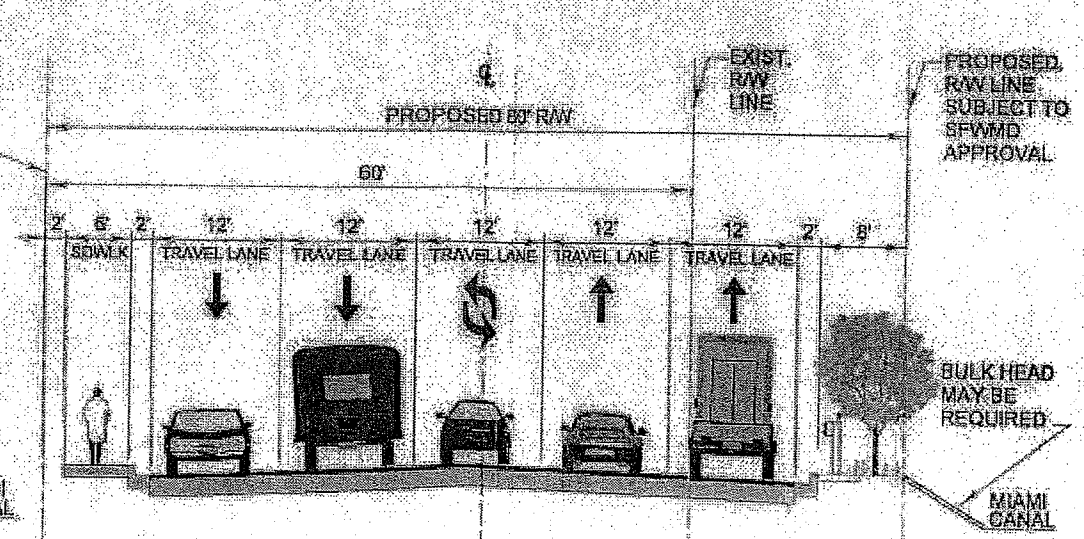 ℄
EXIST.
R/W
LINE
PROPOSED
R/W LINE
SUBJECT TO
SFWMD
APPROVAL
PROPOSED 80' R/W
60'
2' 6' 2' 12' 12' 12' 12' 12' 2' 8'
SDWLK TRAVEL LANE TRAVEL LANE TRAVEL LANE TRAVEL LANE TRAVEL LANE
BULK HEAD
MAY BE
REQUIRED
MIAMI
CANAL